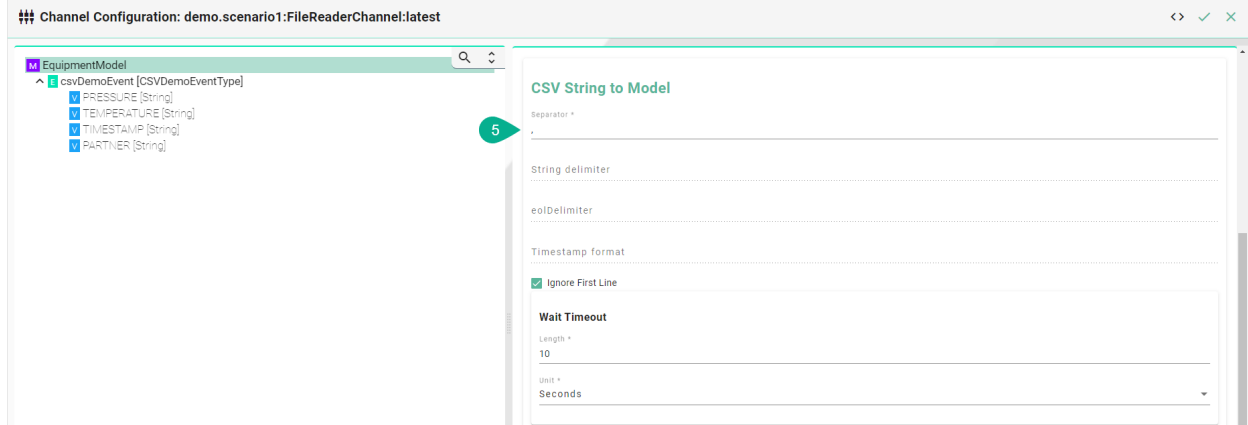 Channel Configuration: demo.scenario1:FileReaderChannel:latest
M EquipmentModel
E csvDemoEvent [CSVDemoEventType]
V PRESSURE [String]
V TEMPERATURE [String]
V TIMESTAMP [String]
V PARTNER [String]
CSV String to Model
Separator *
5
,
String delimiter
eolDelimiter
Timestamp format
Ignore First Line
Wait Timeout
Length *
10
Unit *
Seconds